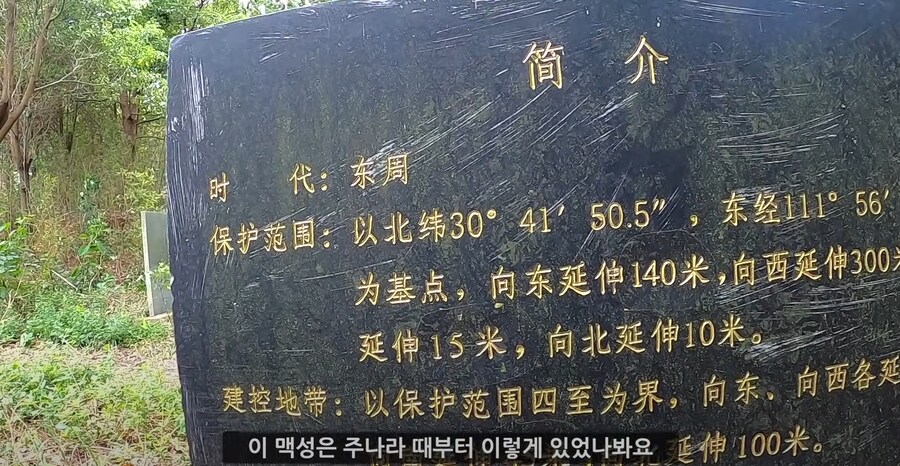 简 介
时 代：东周
保护范围：以北纬30° 41′ 50.5″，东经111° 56′
为基点，向东延伸140米，向西延伸300米
延伸15米，向北延伸10米。
建控地带：以保护范围四至为界，向东、向西各延
延伸100米。
이 맥성은 주나라 때부터 이렇게 있었나봐요